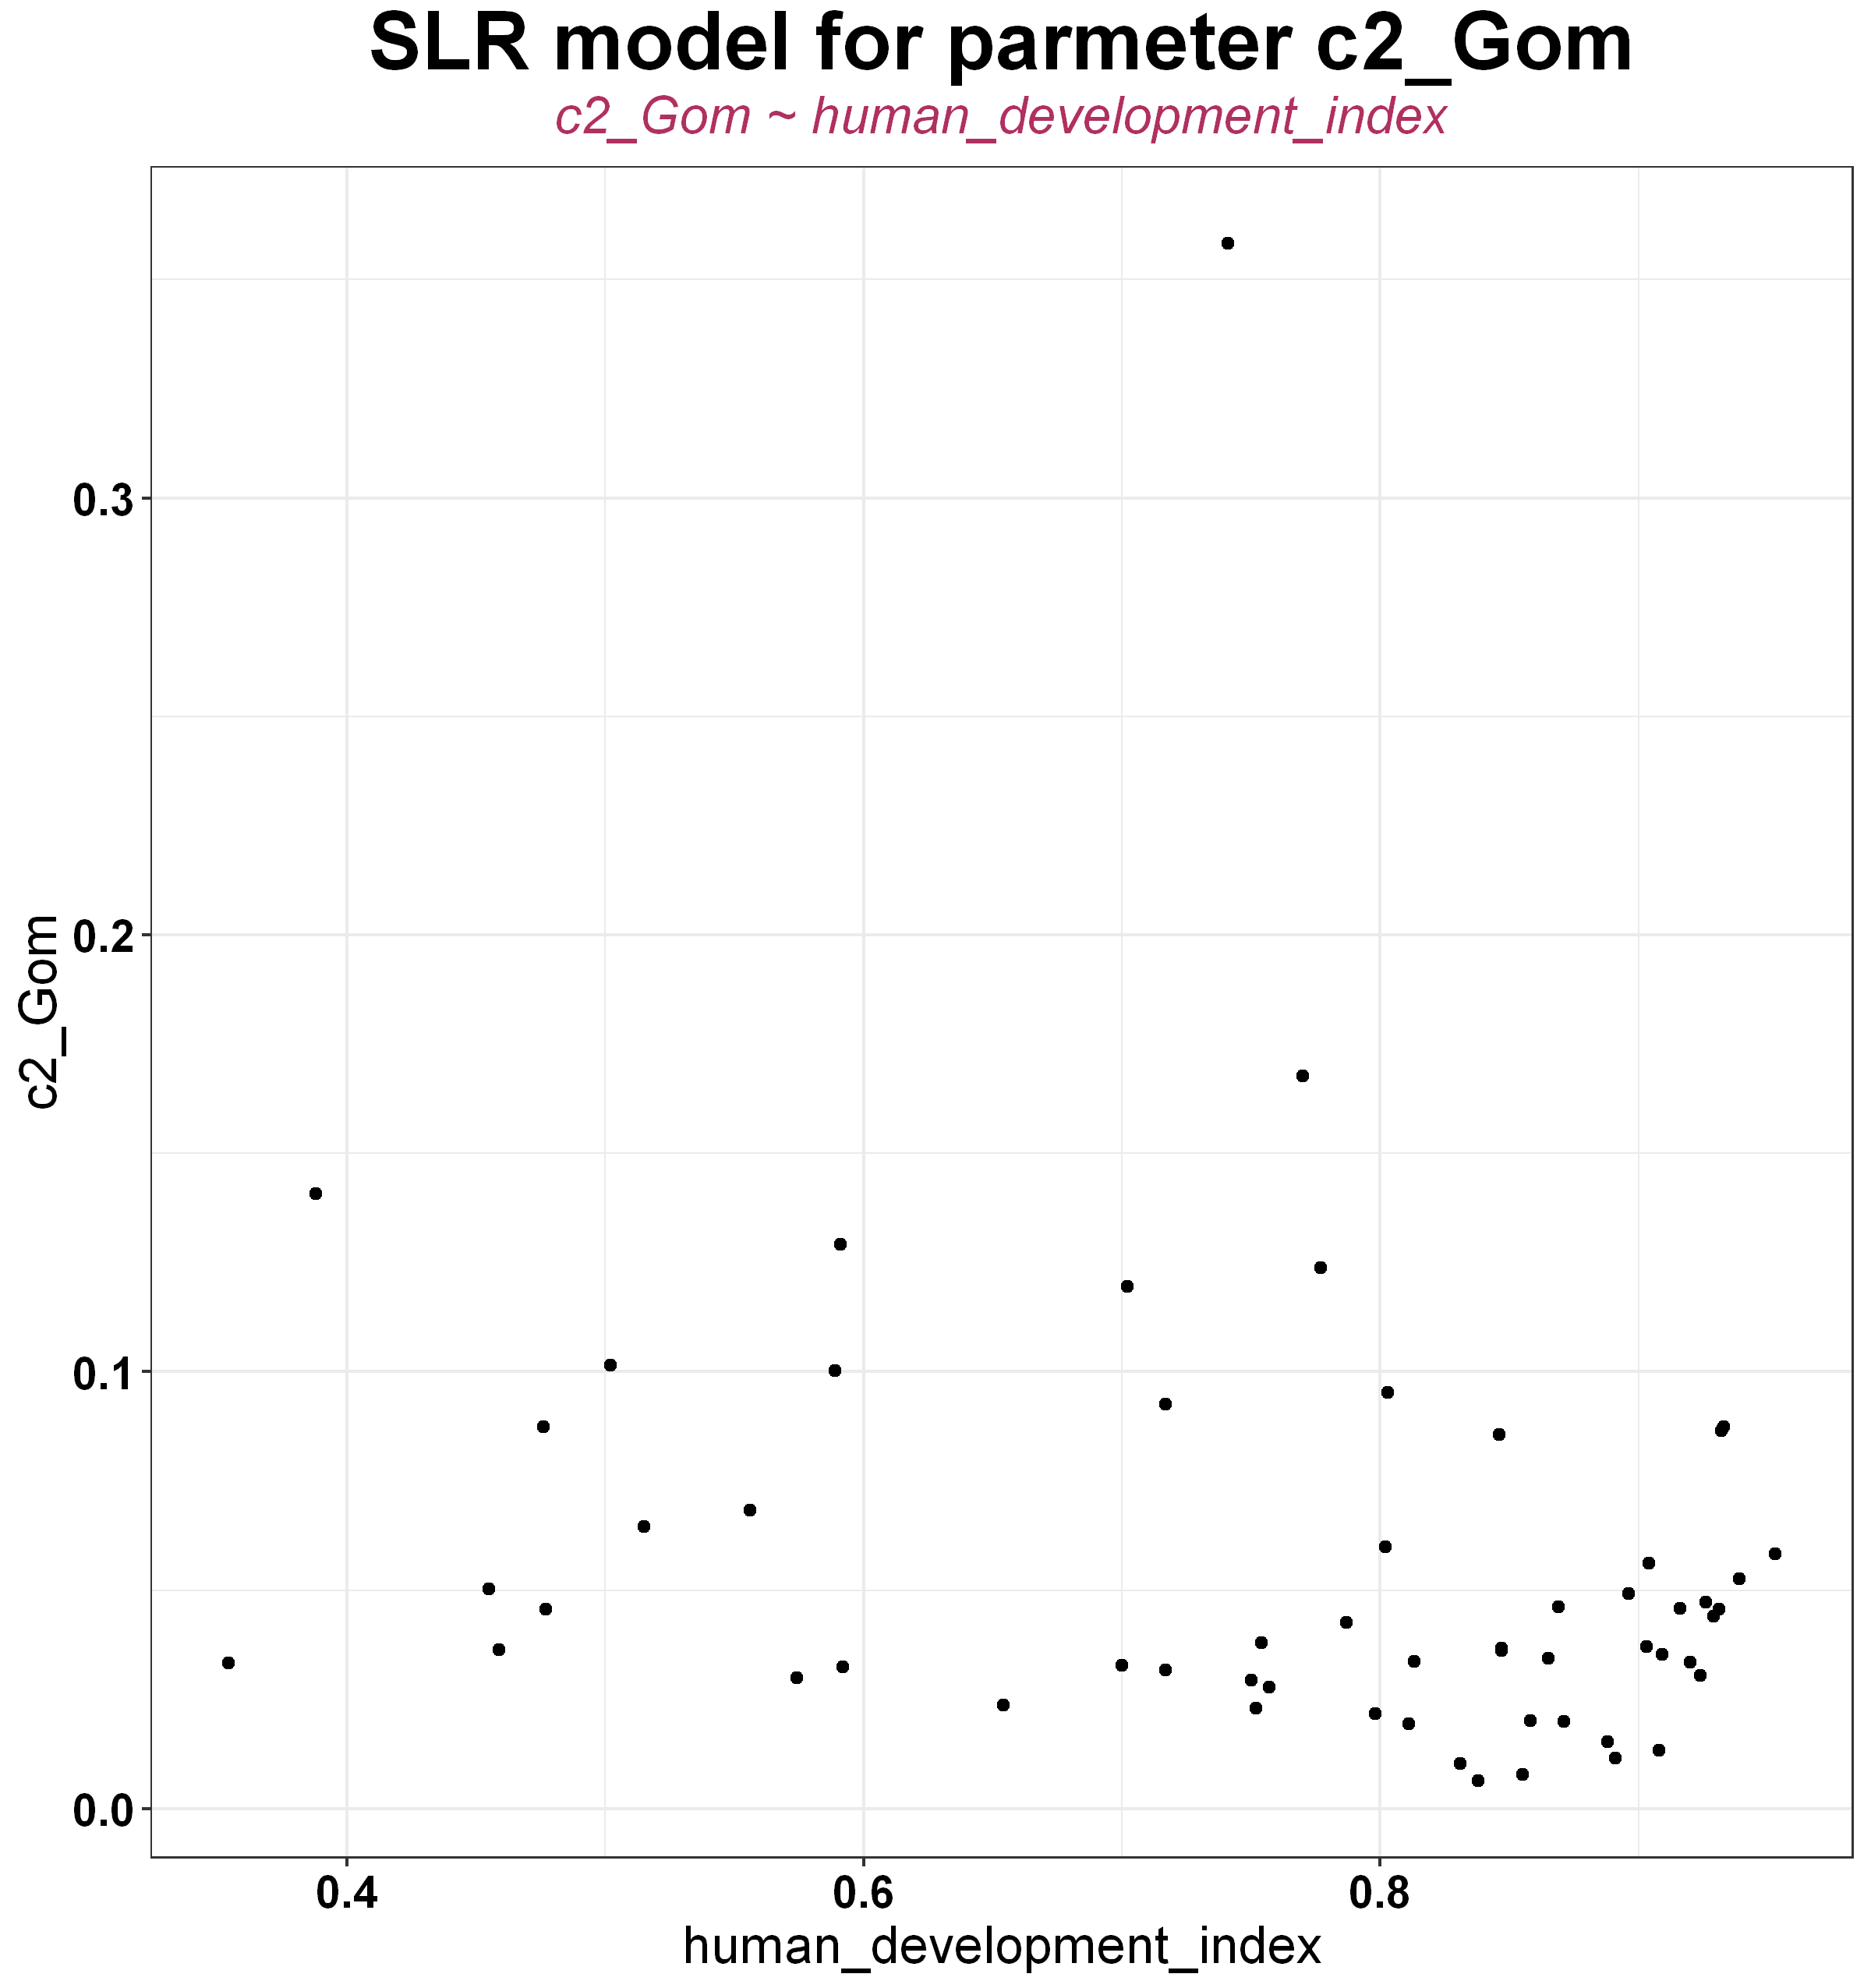 SLR model for parmeter c2_Gom
c2_Gom ~ human_development_index
0.3
0.2
0.1
0.0
c2_Gom
0.4 0.6 0.8
human_development_index